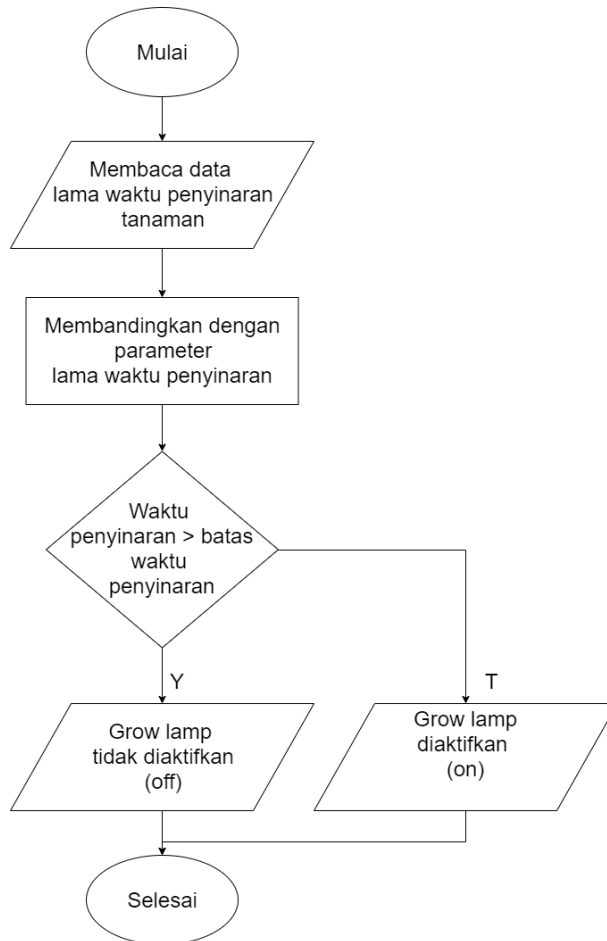 Mulai
Membaca data
lama waktu penyinaran
tanaman
Membandingkan dengan
parameter
lama waktu penyinaran
Waktu
penyinaran > batas
waktu
penyinaran
Y
T
Grow lamp
tidak diaktifkan
(off)
Grow lamp
diaktifkan
(on)
Selesai